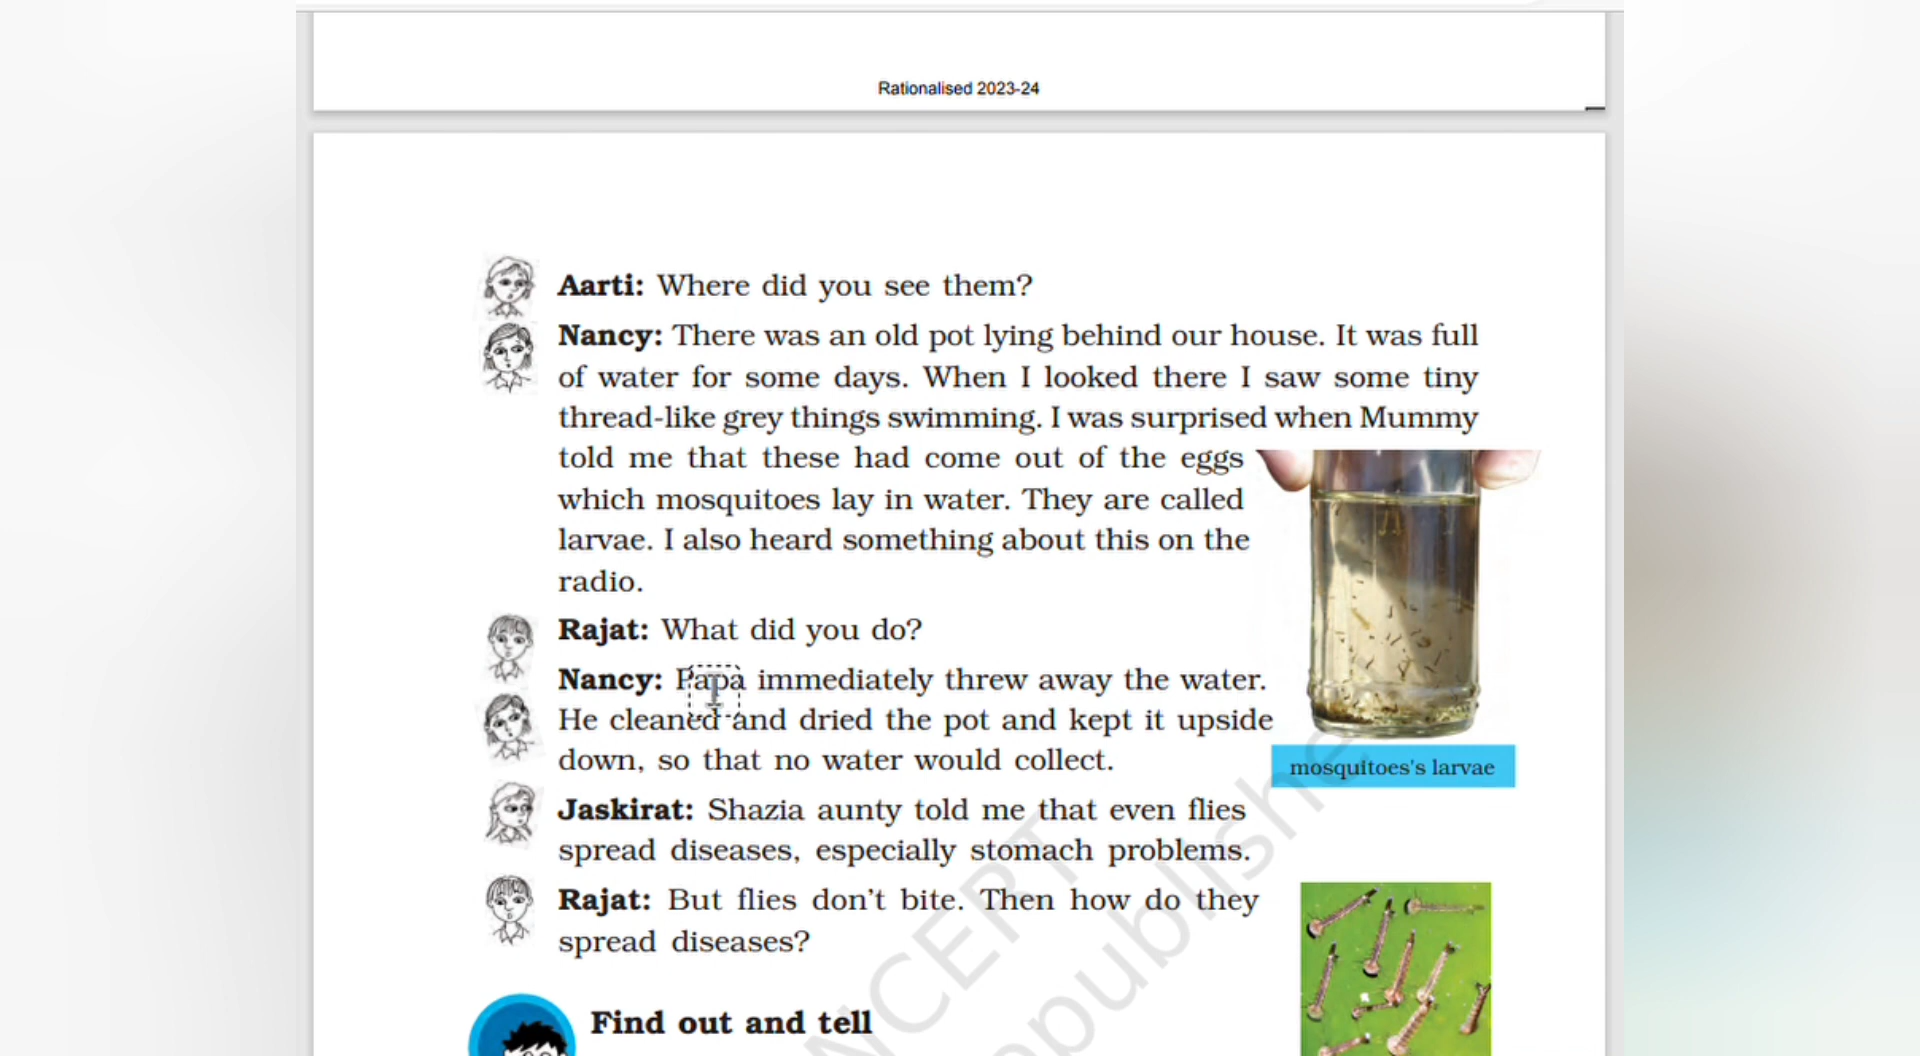 Rationalised 2023-24
Aarti: Where did you see them?
Nancy: There was an old pot lying behind our house. It was full
of water for some days. When I looked there I saw some tiny
thread-like grey things swimming. I was surprised when Mummy
told me that these had come out of the eggs
which mosquitoes lay in water. They are called
larvae. I also heard something about this on the
radio.
Rajat: What did you do?
Nancy: Papa immediately threw away the water.
He cleaned and dried the pot and kept it upside
down, so that no water would collect.
mosquitoes's larvae
Jaskirat: Shazia aunty told me that even flies
spread diseases, especially stomach problems.
Rajat: But flies don't bite. Then how do they
spread diseases?
Find out and tell
NCERT